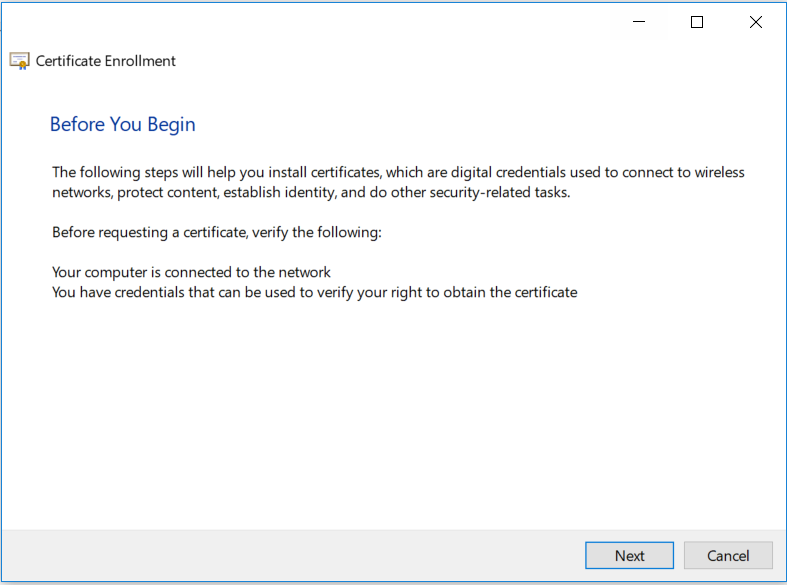 Certificate Enrollment
Before You Begin
The following steps will help you install certificates, which are digital credentials used to connect to wireless
networks, protect content, establish identity, and do other security-related tasks.
Before requesting a certificate, verify the following:
Your computer is connected to the network
You have credentials that can be used to verify your right to obtain the certificate
Next
Cancel